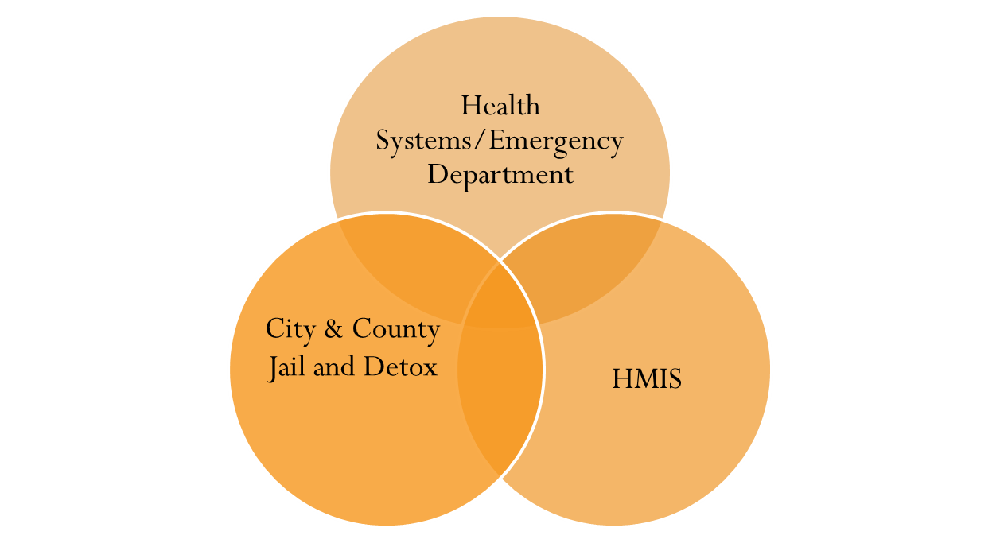 Health
Systems/Emergency
Department
City & County
Jail and Detox
HMIS